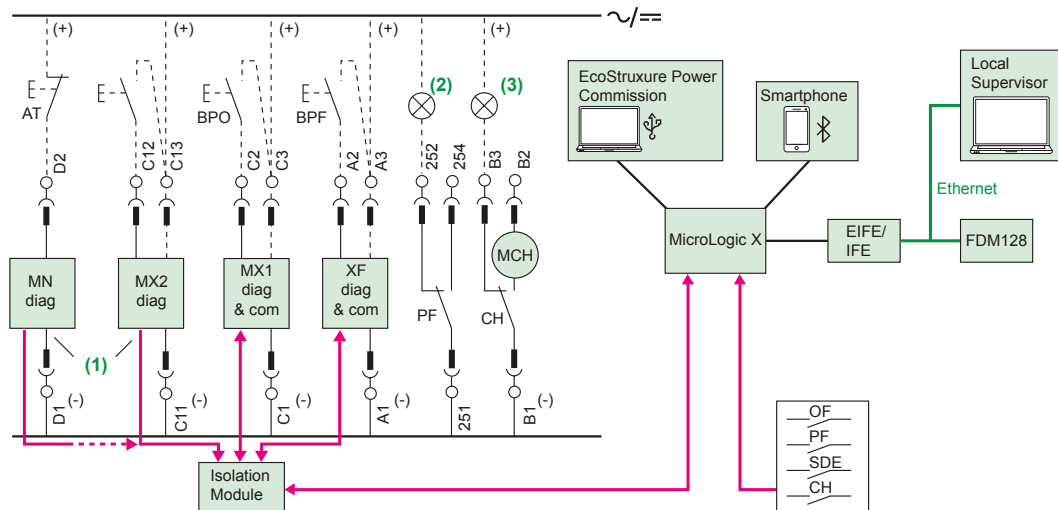 (+)
(+)
(+)
(+)
(+)
AT
BPO
BPF
(2)
(3)
D2
C12
C13
C2
C3
A2
A3
252
254
B3
B2
MN
diag
MX2
diag
MX1
diag
& com
XF
diag
& com
PF
CH
MCH
(1)
D1
(-)
C11
(-)
C1
(-)
A1
(-)
251
B1
(-)
Isolation
Module
EcoStruxure Power
Commission
Smartphone
Local
Supervisor
Ethernet
MicroLogic X
EIFE/
IFE
FDM128
OF
PF
SDE
CH